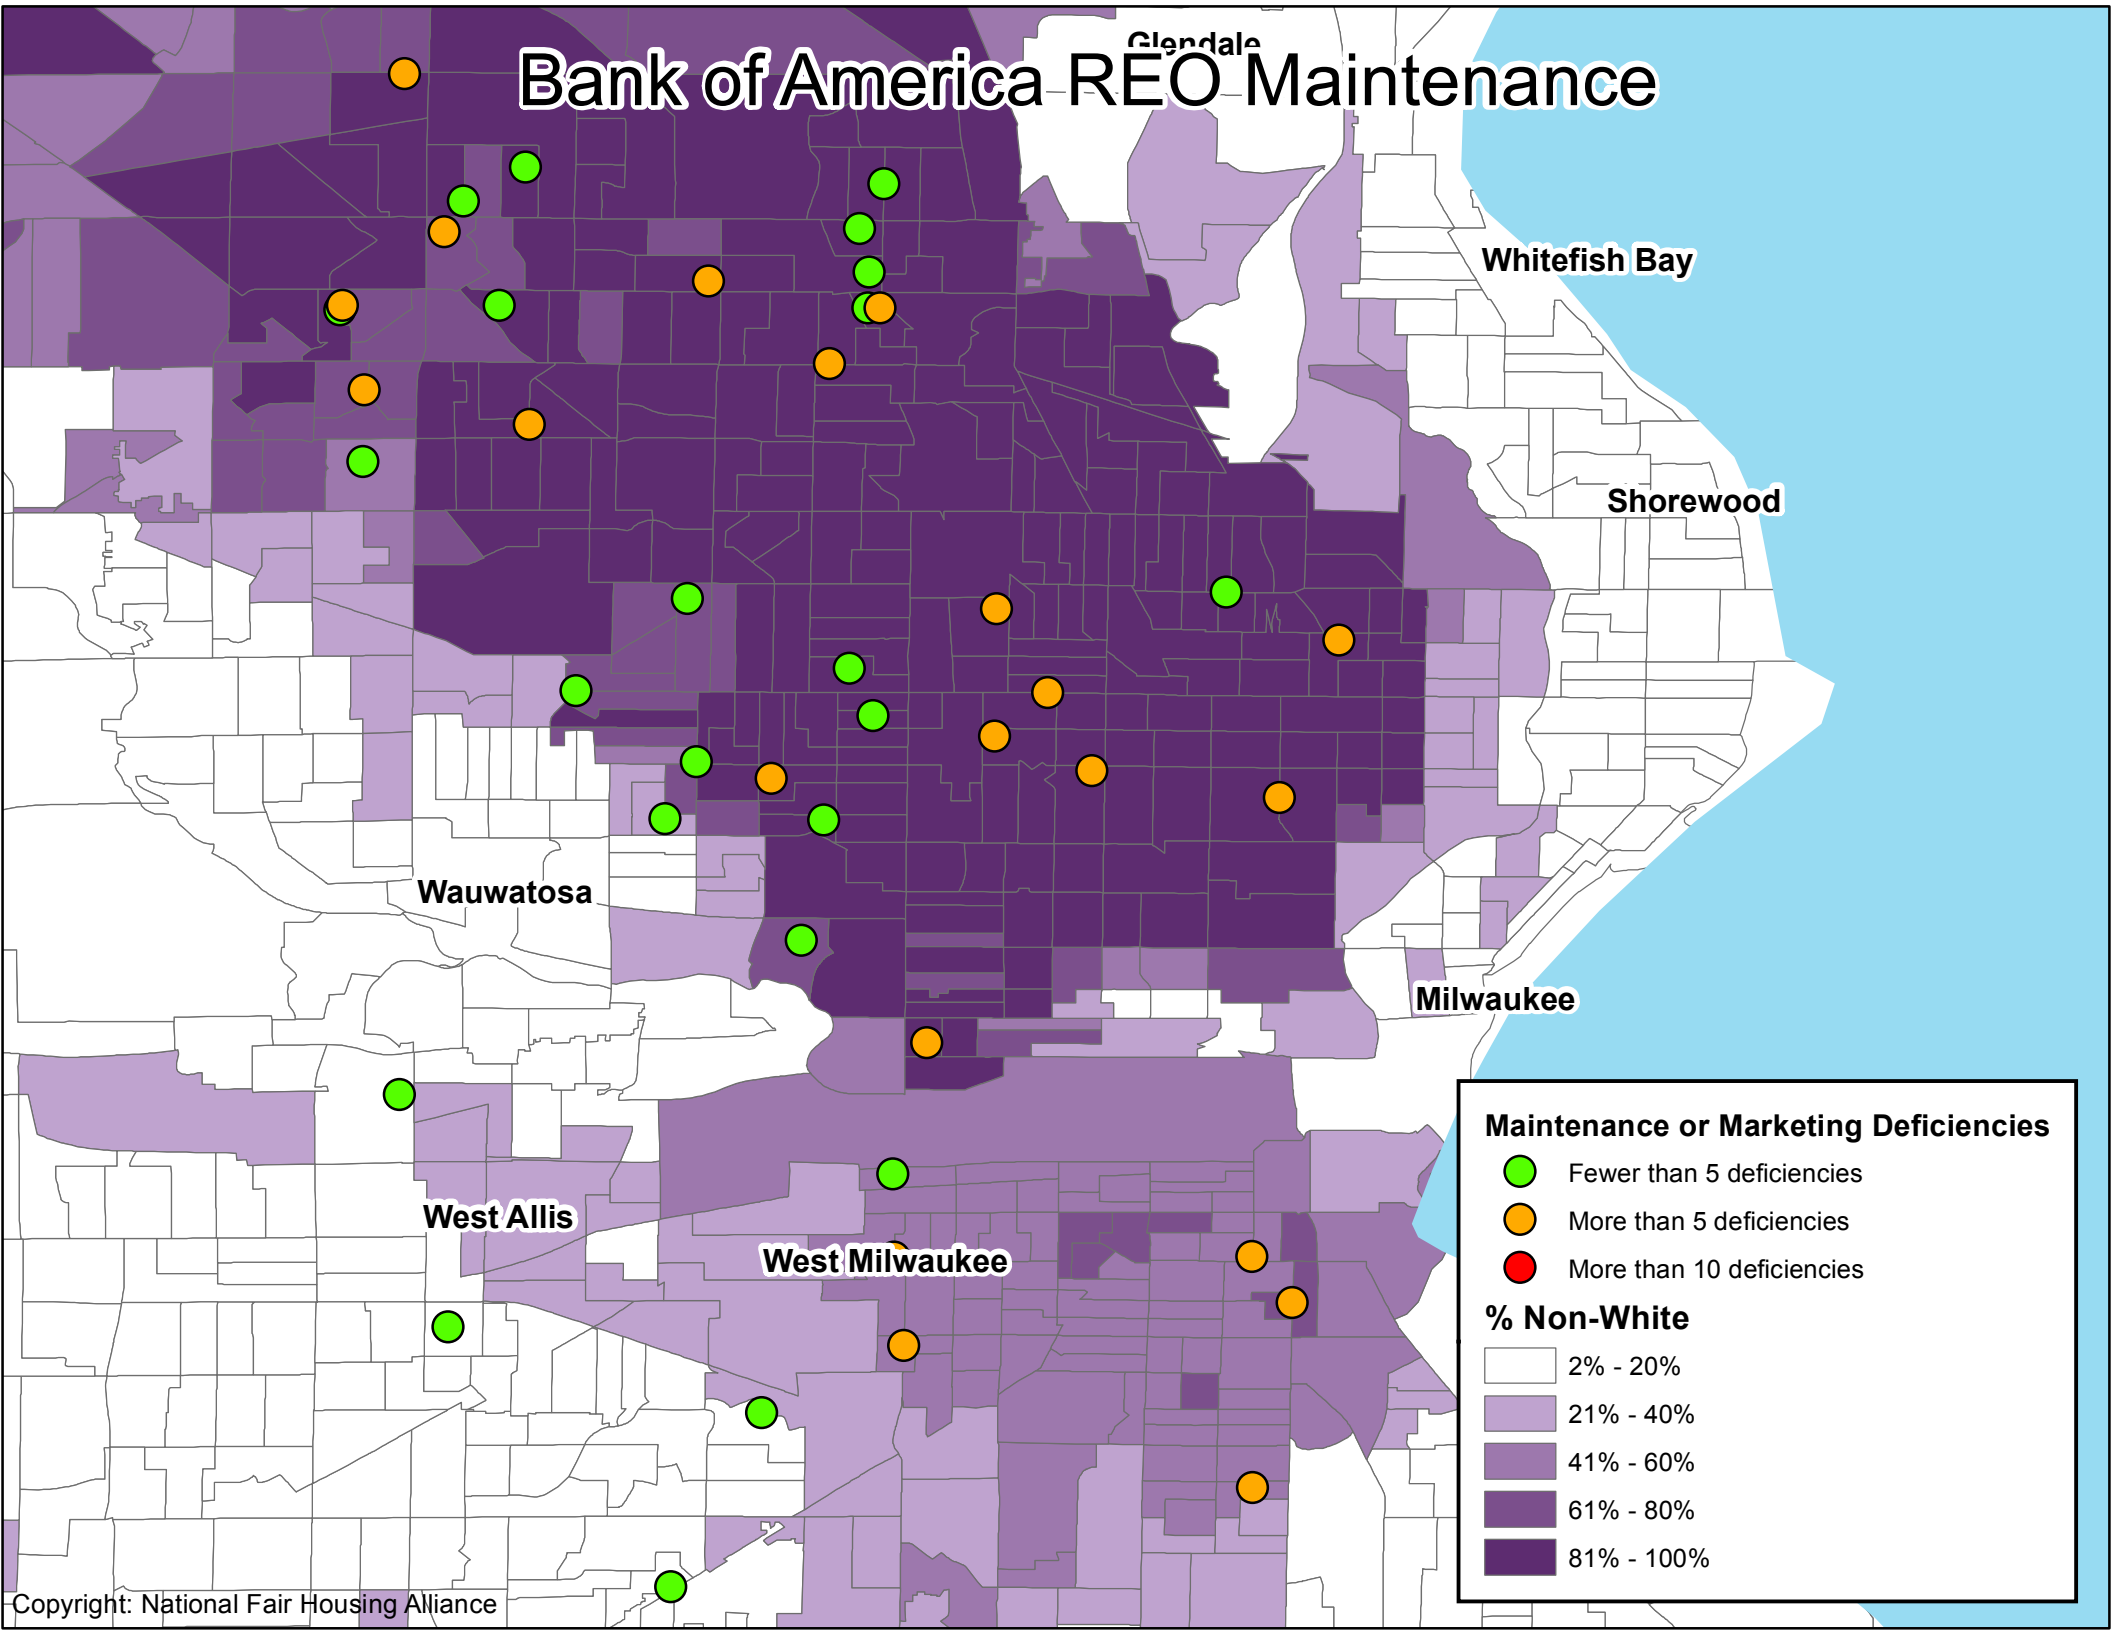 Glendale
Bank of America REO Maintenance
Whitefish Bay
Shorewood
Wauwatosa
Milwaukee
West Allis
West Milwaukee
Maintenance or Marketing Deficiencies
Fewer than 5 deficiencies
More than 5 deficiencies
More than 10 deficiencies
% Non-White
2% - 20%
21% - 40%
41% - 60%
61% - 80%
81% - 100%
Copyright: National Fair Housing Alliance